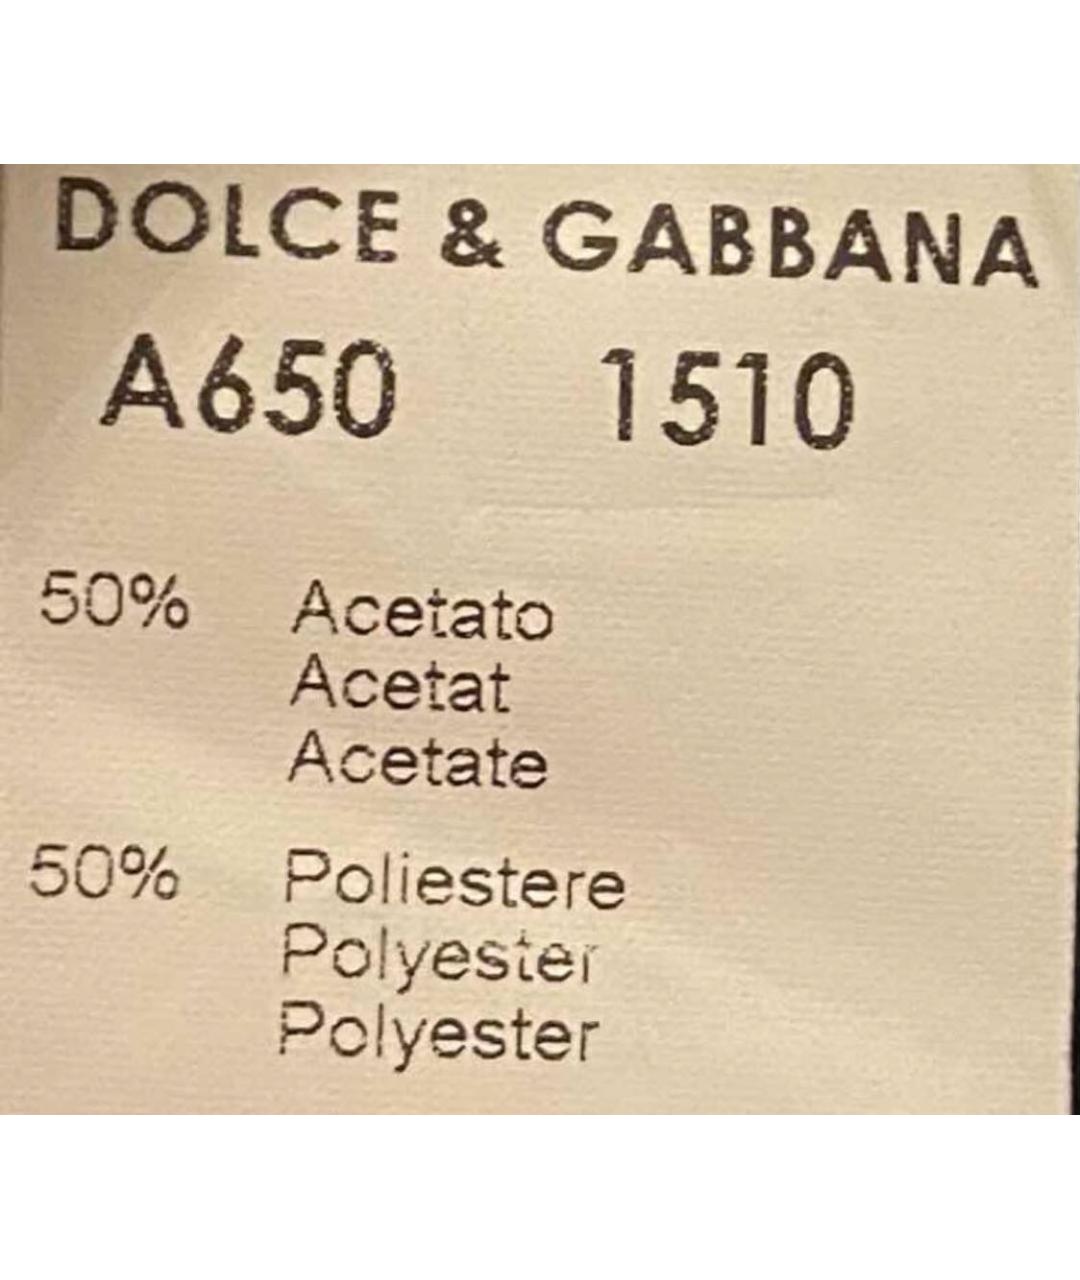 DOLCE & GABBANA
A650 1510
50% Acetato
Acetat
Acetate
50% Poliestere
Polyester
Polyester